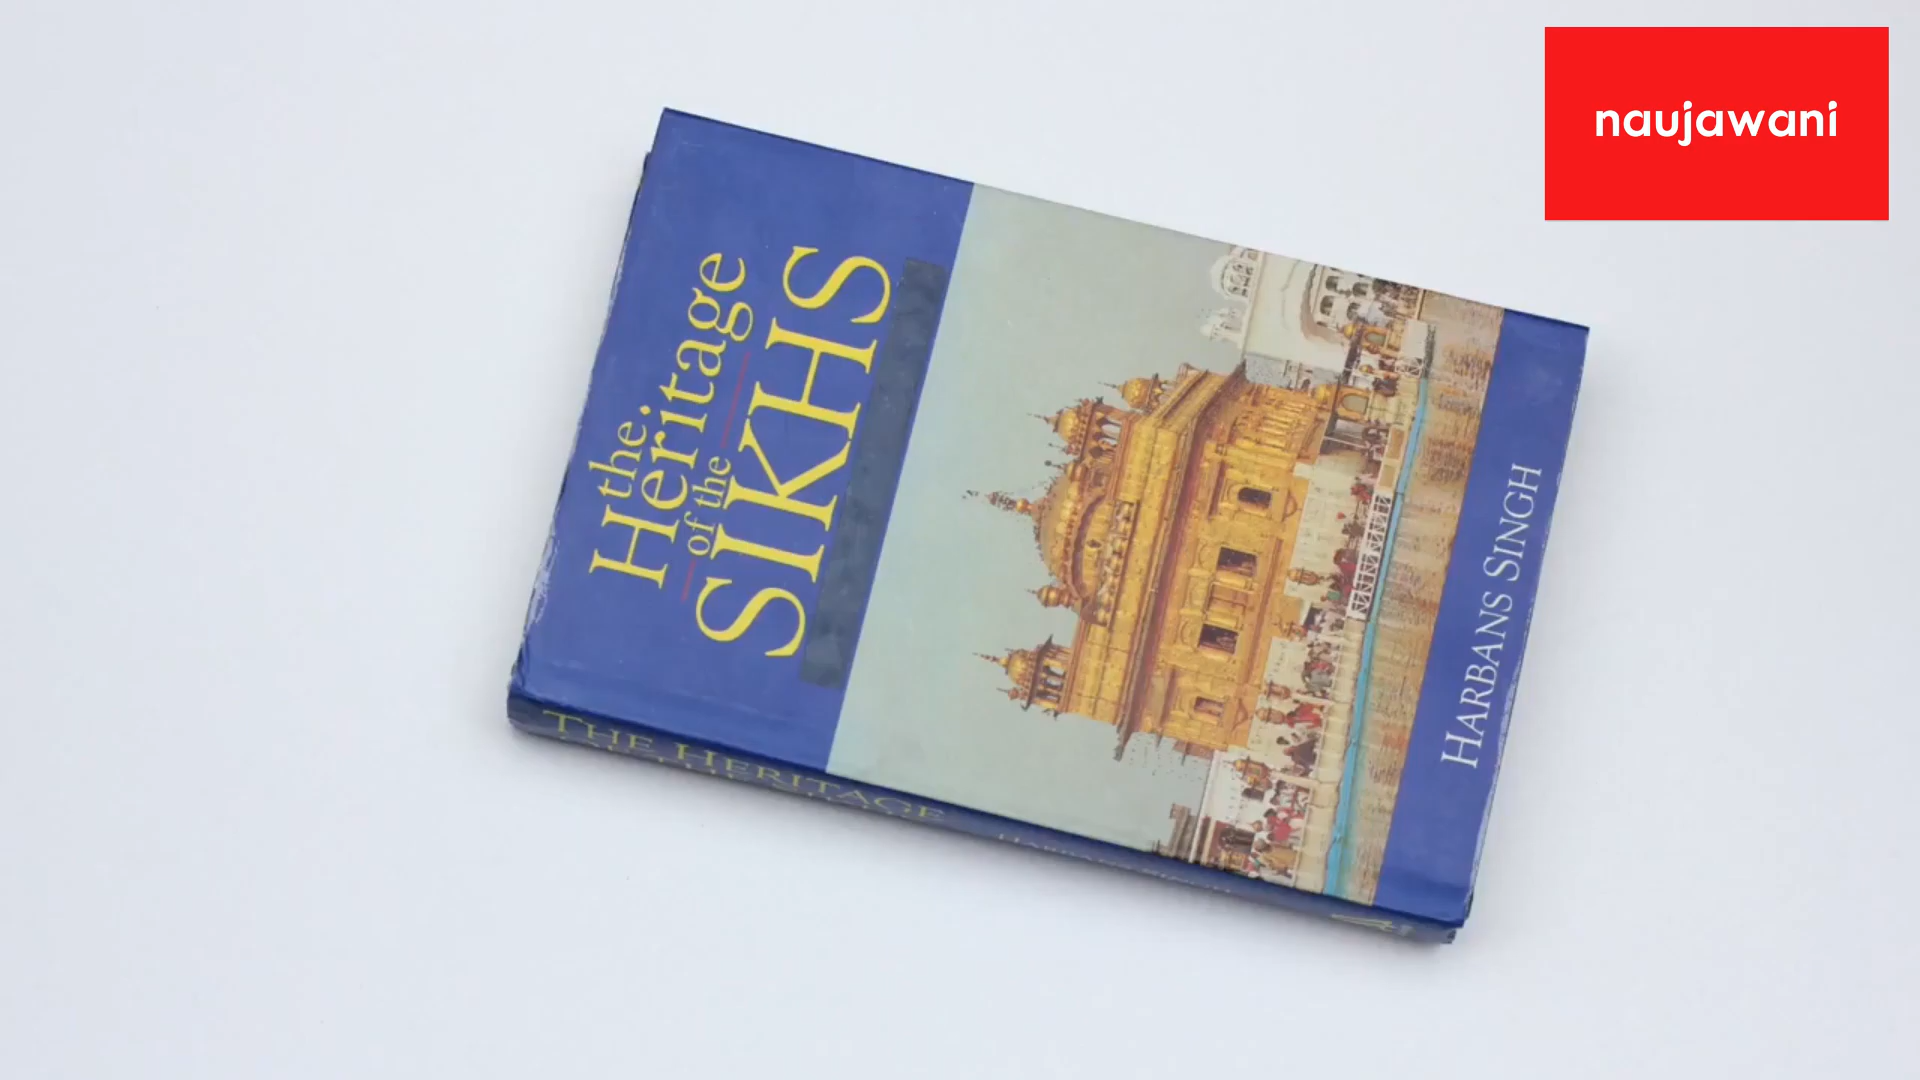 naujawani
the
Heritage
of the
SIKHS
HARBANS SINGH
THE HERITAGE